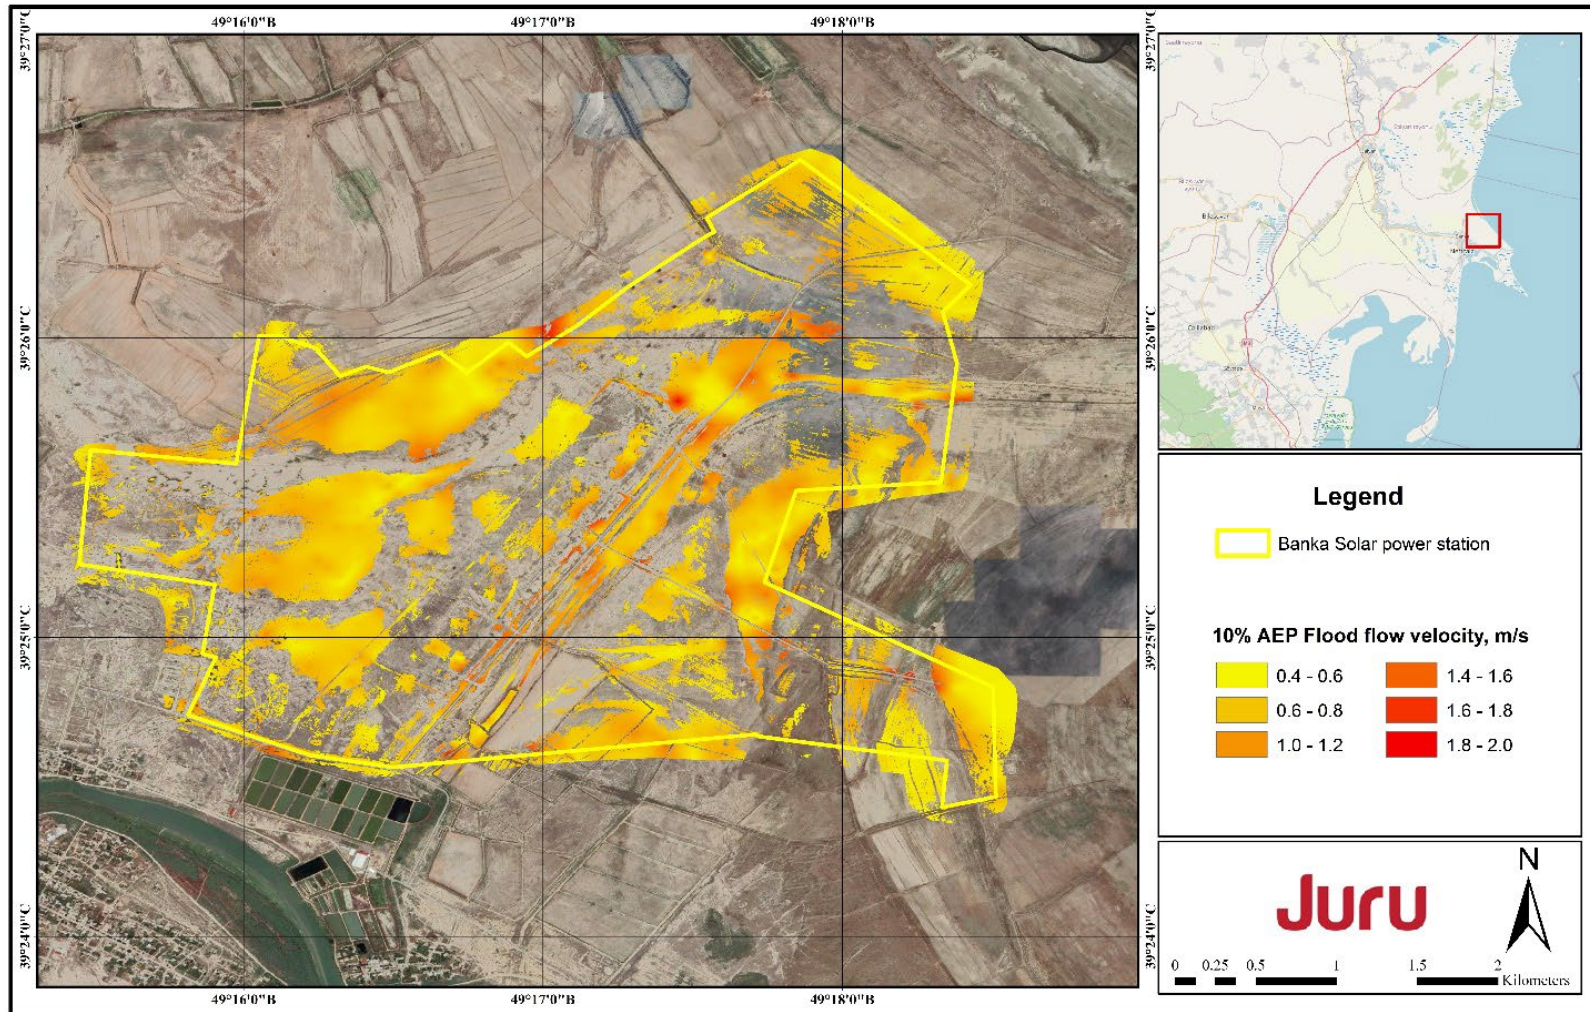 49°16'0"B
49°17'0"B
49°18'0"B
39°27'0"C
39°27'0"C
39°26'0"C
39°26'0"C
39°25'0"C
39°25'0"C
39°24'0"C
39°24'0"C
49°16'0"B
49°17'0"B
49°18'0"B
Legend
Banka Solar power station
10% AEP Flood flow velocity, m/s
0.4 - 0.6
1.4 - 1.6
0.6 - 0.8
1.6 - 1.8
1.0 - 1.2
1.8 - 2.0
Juru
N
0 0.25 0.5 1 1.5 2
Kilometers